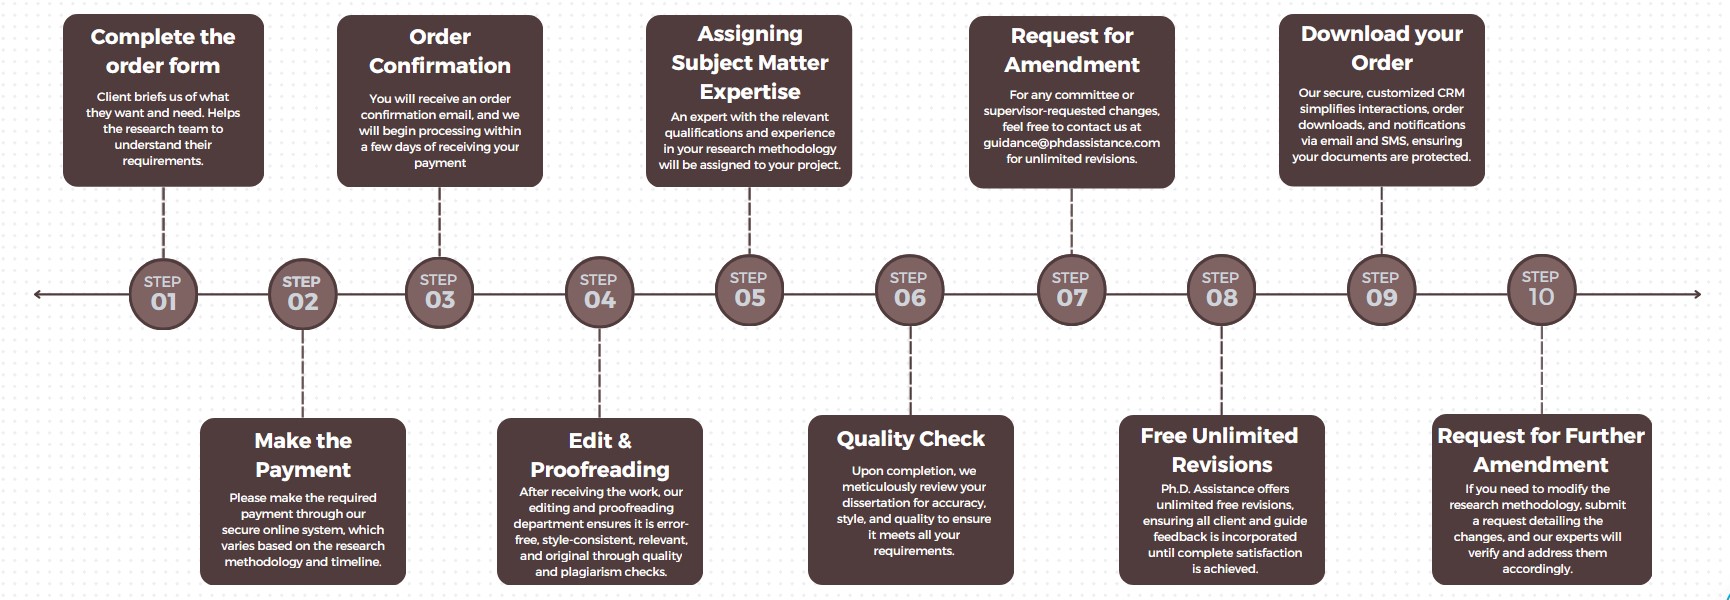 Complete the
order form
Client briefs us of what
they want and need. Helps
the research team to
understand their
requirements.
Order
Confirmation
You will receive an order
confirmation email, and we
will begin processing within
a few days of receiving your
payment
Assigning
Subject Matter
Expertise
An expert with the relevant
qualifications and experience
in your research methodology
will be assigned to your project.
Request for
Amendment
For any committee or
supervisor-requested changes,
feel free to contact us at
guidance@phdassistance.com
for unlimited revisions.
Download your
Order
Our secure, customized CRM
simplifies interactions, order
downloads, and notifications
via email and SMS, ensuring
your documents are protected.
STEP
01
STEP
02
STEP
03
STEP
04
STEP
05
STEP
06
STEP
07
STEP
08
STEP
09
STEP
10
Make the
Payment
Please make the required
payment through our
secure online system, which
varies based on the research
methodology and timeline.
Edit &
Proofreading
After receiving the work, our
editing and proofreading
department ensures it is error-
free, style-consistent, relevant,
and original through quality
and plagiarism checks.
Quality Check
Upon completion, we
meticulously review your
dissertation for accuracy,
style, and quality to ensure
it meets all your
requirements.
Free Unlimited
Revisions
Ph.D. Assistance offers
unlimited free revisions,
ensuring all client and guide
feedback is incorporated
until complete satisfaction
is achieved.
Request for Further
Amendment
If you need to modify the
research methodology, submit
a request detailing the
changes, and our experts will
verify and address them
accordingly.